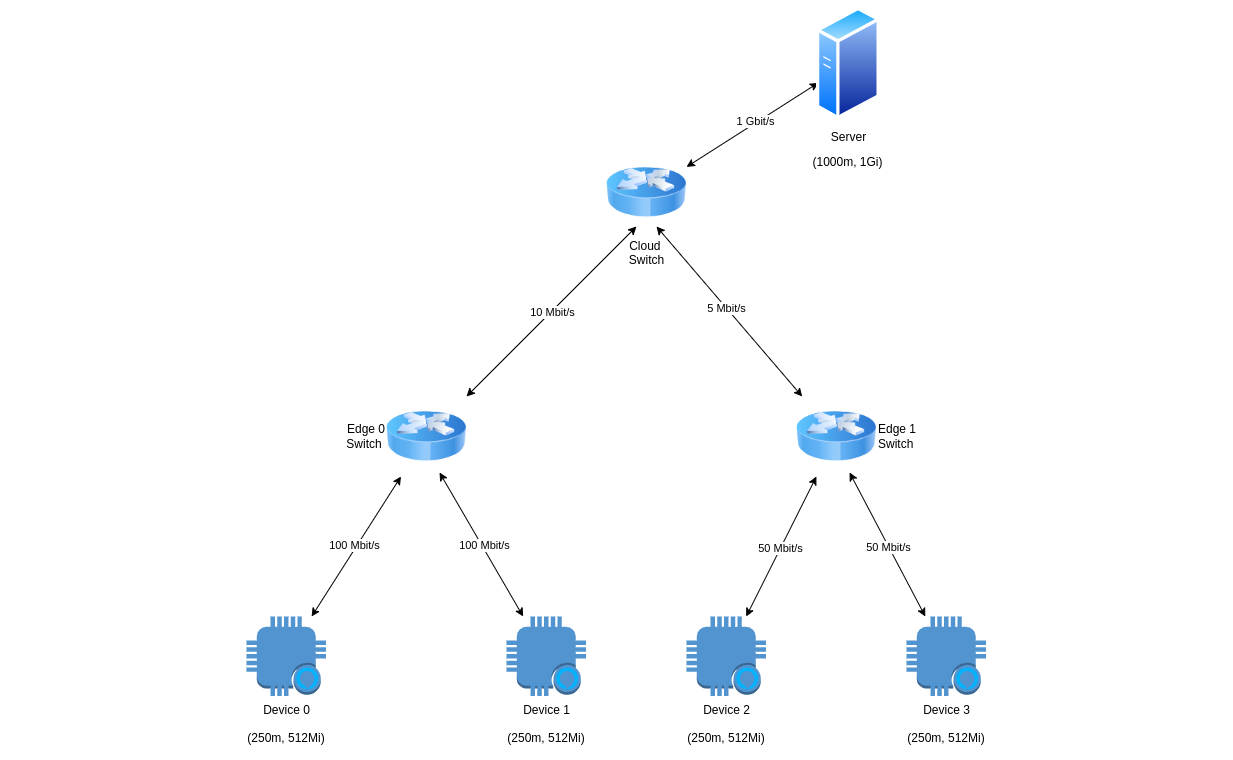 1 Gbit/s
Server
(1000m, 1Gi)
Cloud
Switch
10 Mbit/s
5 Mbit/s
Edge 0
Switch
Edge 1
Switch
100 Mbit/s
100 Mbit/s
50 Mbit/s
50 Mbit/s
Device 0
Device 1
Device 2
Device 3
(250m, 512Mi)
(250m, 512Mi)
(250m, 512Mi)
(250m, 512Mi)